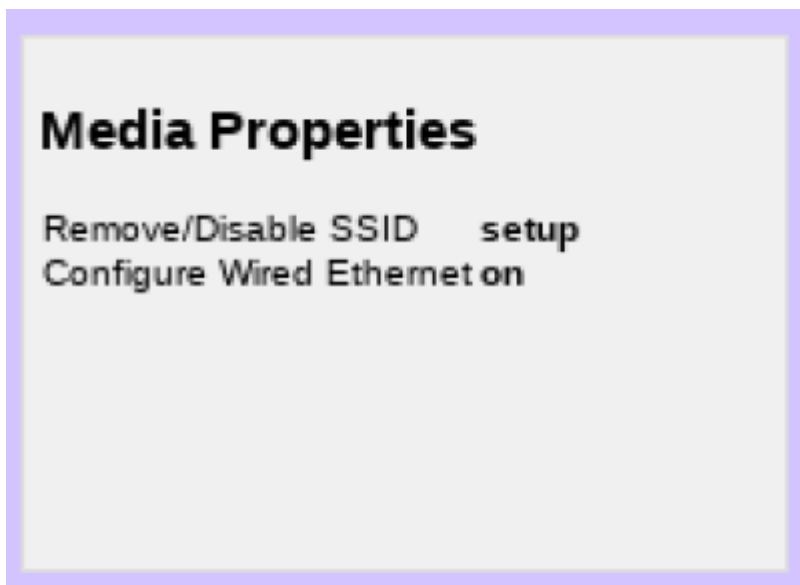 Media Properties
Remove/Disable SSID setup
Configure Wired Ethernet on